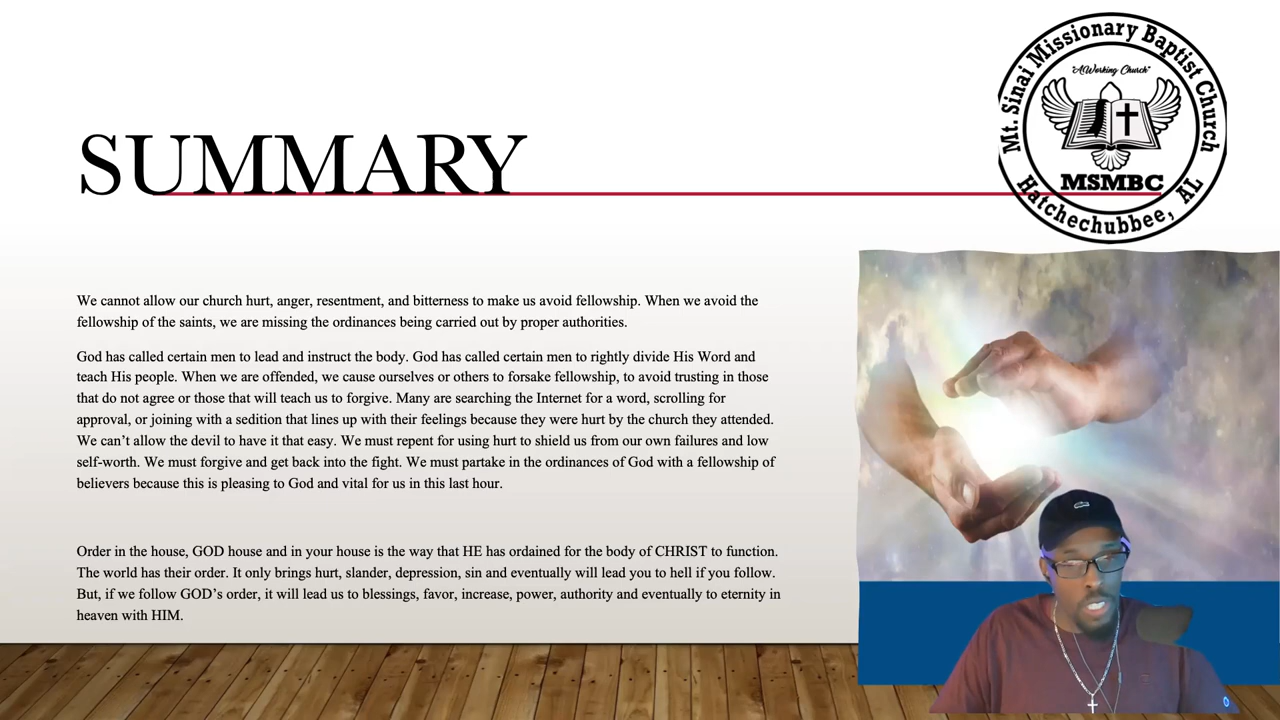 Mt. Sinai Missionary Baptist Church
"A Working Church"
MSMBC
Hatchechubbee, AL
SUMMARY
We cannot allow our church hurt, anger, resentment, and bitterness to make us avoid fellowship. When we avoid the
fellowship of the saints, we are missing the ordinances being carried out by proper authorities.
God has called certain men to lead and instruct the body. God has called certain men to rightly divide His Word and
teach His people. When we are offended, we cause ourselves or others to forsake fellowship, to avoid trusting in those
that do not agree or those that will teach us to forgive. Many are searching the Internet for a word, scrolling for
approval, or joining with a sedition that lines up with their feelings because they were hurt by the church they attended.
We can’t allow the devil to have it that easy. We must repent for using hurt to shield us from our own failures and low
self-worth. We must forgive and get back into the fight. We must partake in the ordinances of God with a fellowship of
believers because this is pleasing to God and vital for us in this last hour.
Order in the house, GOD house and in your house is the way that HE has ordained for the body of CHRIST to function.
The world has their order. It only brings hurt, slander, depression, sin and eventually will lead you to hell if you follow.
But, if we follow GOD’s order, it will lead us to blessings, favor, increase, power, authority and eventually to eternity in
heaven with HIM.